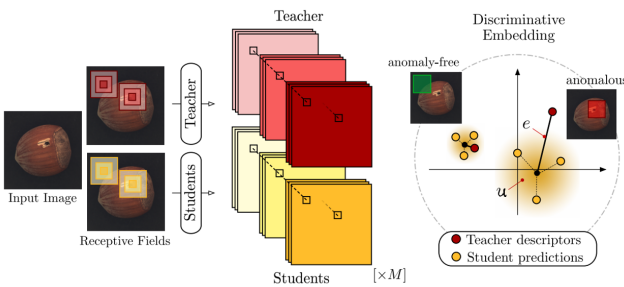 Teacher
Discriminative
Embedding
anomaly-free
anomalous
Teacher
e
Input Image
Students
u
Receptive Fields
Teacher descriptors
Student predictions
Students
[×M]